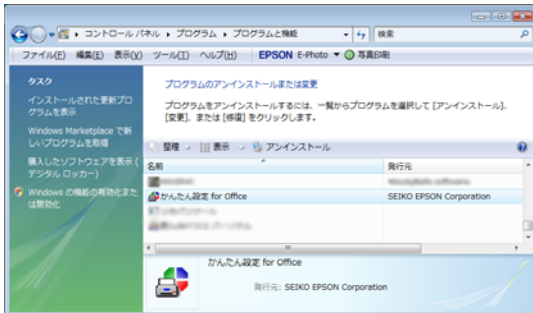 コントロール パネル ▸ プログラム ▸ プログラムと機能
検索
ファイル(F) 編集(E) 表示(V) ツール(T) ヘルプ(H) EPSON E-Photo 写真印刷
タスク
インストールされた更新プロ
グラムを表示
Windows Marketplace で新
しいプログラムを取得
購入したソフトウェアを表示 (
デジタル ロッカー)
Windows の機能の有効化また
は無効化
プログラムのアンインストールまたは変更
プログラムをアンインストールするには、一覧からプログラムを選択して [アンインストール]、
[変更]、または [修復] をクリックします。
整理 表示 アンインストール
名前 発行元
かんたん設定 for Office SEIKO EPSON Corporation
かんたん設定 for Office
発行元: SEIKO EPSON Corporation